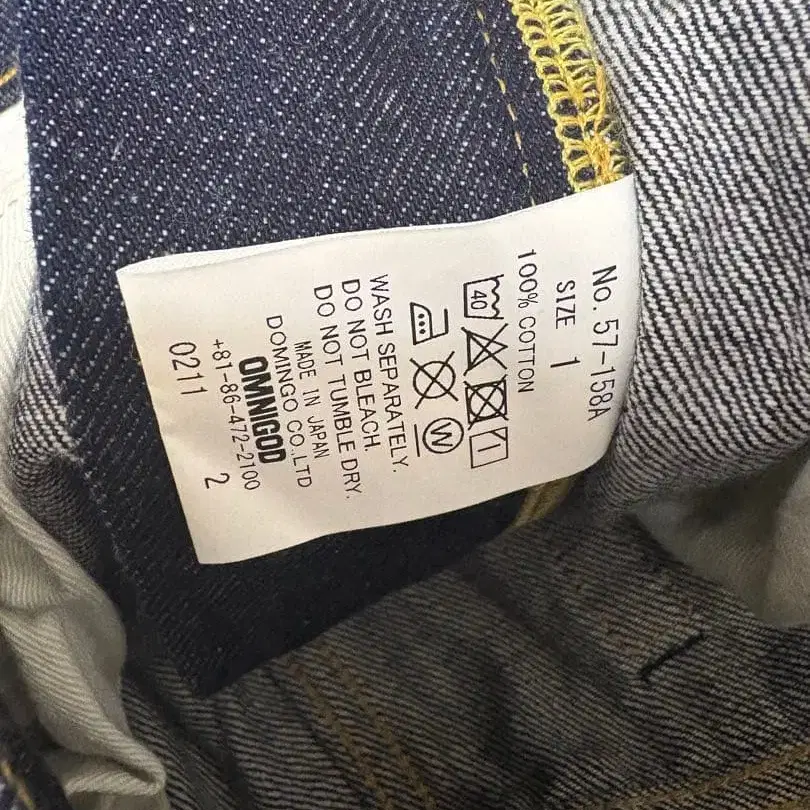 No. 57-158A
SIZE 1
100% COTTON
40
W
WASH SEPARATELY.
DO NOT BLEACH.
DO NOT TUMBLE DRY.
MADE IN JAPAN
DOMINGO CO.,LTD
OMNIGOD
+81-86-472-2100
0211 2